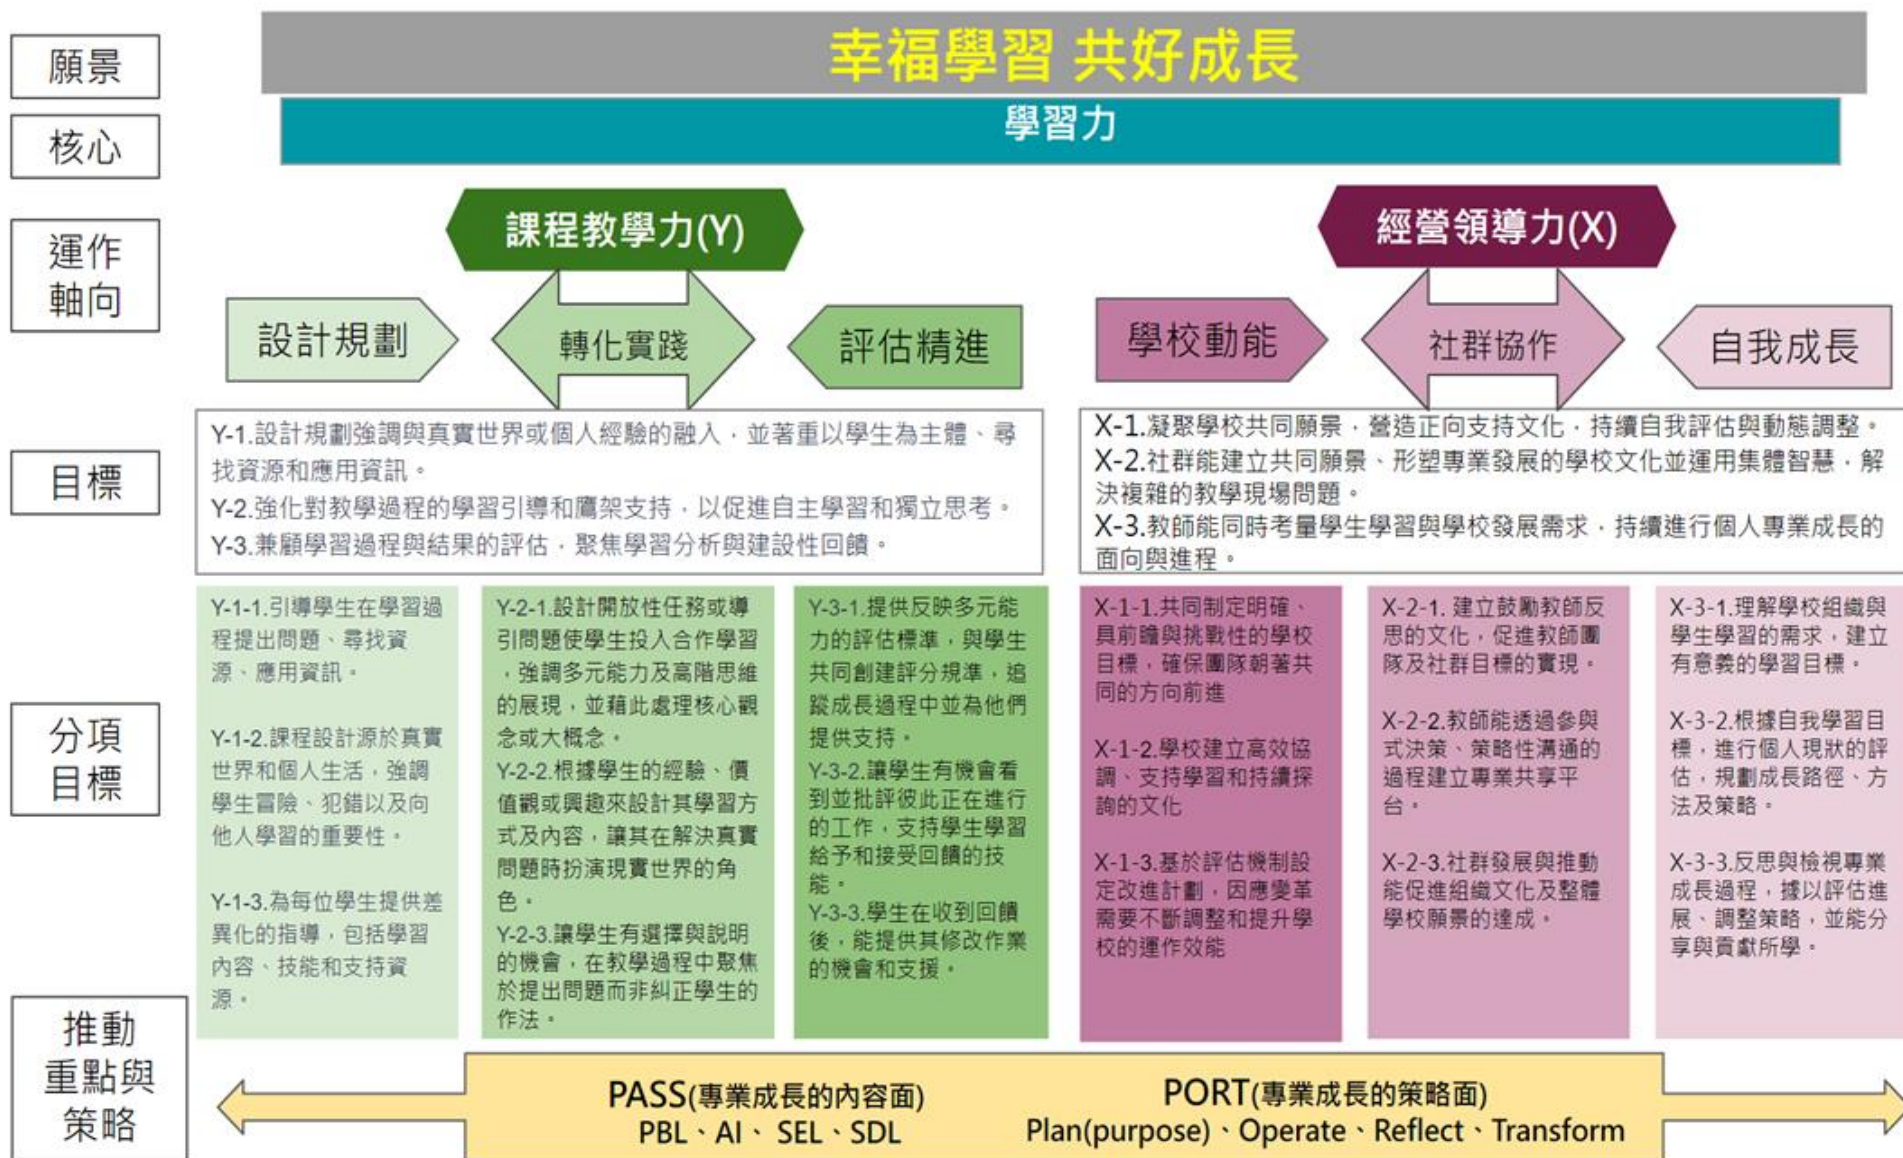 願景
幸福學習 共好成長
核心
學習力
運作
軸向
課程教學力(Y)
經營領導力(X)
設計規劃
轉化實踐
評估精進
學校動能
社群協作
自我成長
目標
Y-1.設計規劃強調與真實世界或個人經驗的融入，並著重以學生為主體、尋
找資源和應用資訊。
Y-2.強化對教學過程的學習引導和鷹架支持，以促進自主學習和獨立思考。
Y-3.兼顧學習過程與結果的評估，聚焦學習分析與建設性回饋。
X-1.凝聚學校共同願景，營造正向支持文化，持續自我評估與動態調整。
X-2.社群能建立共同願景、形塑專業發展的學校文化並運用集體智慧，解
決複雜的教學現場問題。
X-3.教師能同時考量學生學習與學校發展需求，持續進行個人專業成長的
面向與進程。
分項
目標
Y-1-1.引導學生在學習過
程提出問題、尋找資
源、應用資訊。
Y-1-2.課程設計源於真實
世界和個人生活，強調
學生冒險、犯錯以及向
他人學習的重要性。
Y-1-3.為每位學生提供差
異化的指導，包括學習
內容、技能和支持資
源。
Y-2-1.設計開放性任務或導
引問題使學生投入合作學習
，強調多元能力及高階思維
的展現，並藉此處理核心觀
念或大概念。
Y-2-2.根據學生的經驗、價
值觀或興趣來設計其學習方
式及內容，讓其在解決真實
問題時扮演現實世界的角
色。
Y-2-3.讓學生有選擇與說明
的機會，在教學過程中聚焦
於提出問題而非糾正學生的
作法。
Y-3-1.提供反映多元能
力的評估標準，與學生
共同創建評分規準，追
蹤成長過程中並為他們
提供支持。
Y-3-2.讓學生有機會看
到並批評彼此正在進行
的工作，支持學生學習
給予和接受回饋的技
能。
Y-3-3.學生在收到回饋
後，能提供其修改作業
的機會和支援。
X-1-1.共同制定明確、
具前瞻與挑戰性的學校
目標，確保團隊朝著共
同的方向前進
X-1-2.學校建立高效協
調、支持學習和持續探
詢的文化
X-1-3.基於評估機制設
定改進計劃，因應變革
需要不斷調整和提升學
校的運作效能
X-2-1. 建立鼓勵教師反
思的文化，促進教師團
隊及社群目標的實現。
X-2-2.教師能透過參與
式決策、策略性溝通的
過程建立專業共享平
台。
X-2-3.社群發展與推動
能促進組織文化及整體
學校願景的達成。
X-3-1.理解學校組織與
學生學習的需求，建立
有意義的學習目標。
X-3-2.根據自我學習目
標，進行個人現狀的評
估，規劃成長路徑、方
法及策略。
X-3-3.反思與檢視專業
成長過程，據以評估進
展、調整策略，並能分
享與貢獻所學。
推動
重點與
策略
PASS(專業成長的內容面)
PBL、AI、 SEL、SDL
PORT(專業成長的策略面)
Plan(purpose)、Operate、Reflect、Transform